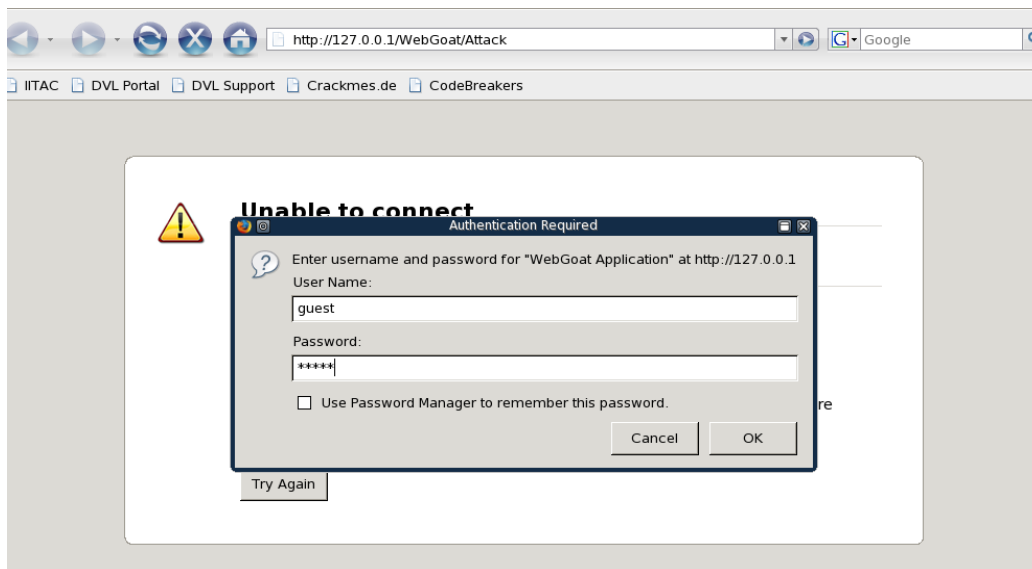 http://127.0.0.1/WebGoat/Attack
G
Google
IITAC DVL Portal DVL Support Crackmes.de CodeBreakers
Unable to connect
Authentication Required
Enter username and password for "WebGoat Application" at http://127.0.0.1
User Name:
guest
Password:
*****
Use Password Manager to remember this password.
re
Cancel OK
Try Again